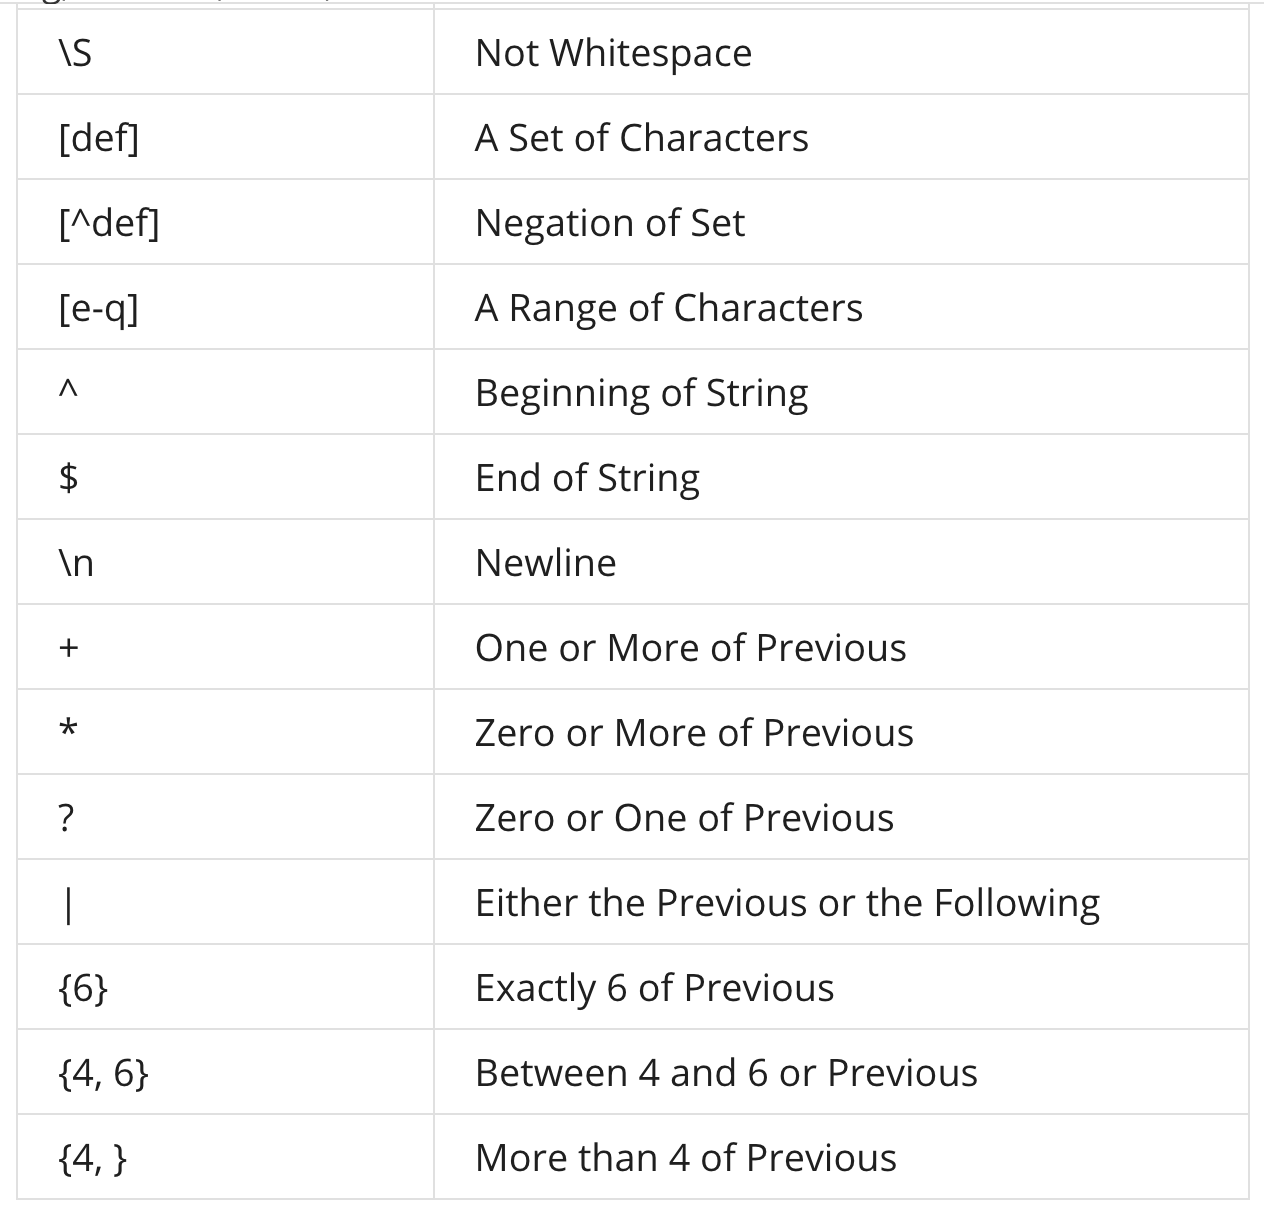 \S Not Whitespace
[def] A Set of Characters
[^def] Negation of Set
[e-q] A Range of Characters
^ Beginning of String
$ End of String
\n Newline
+ One or More of Previous
* Zero or More of Previous
? Zero or One of Previous
| Either the Previous or the Following
{6} Exactly 6 of Previous
{4, 6} Between 4 and 6 or Previous
{4, } More than 4 of Previous